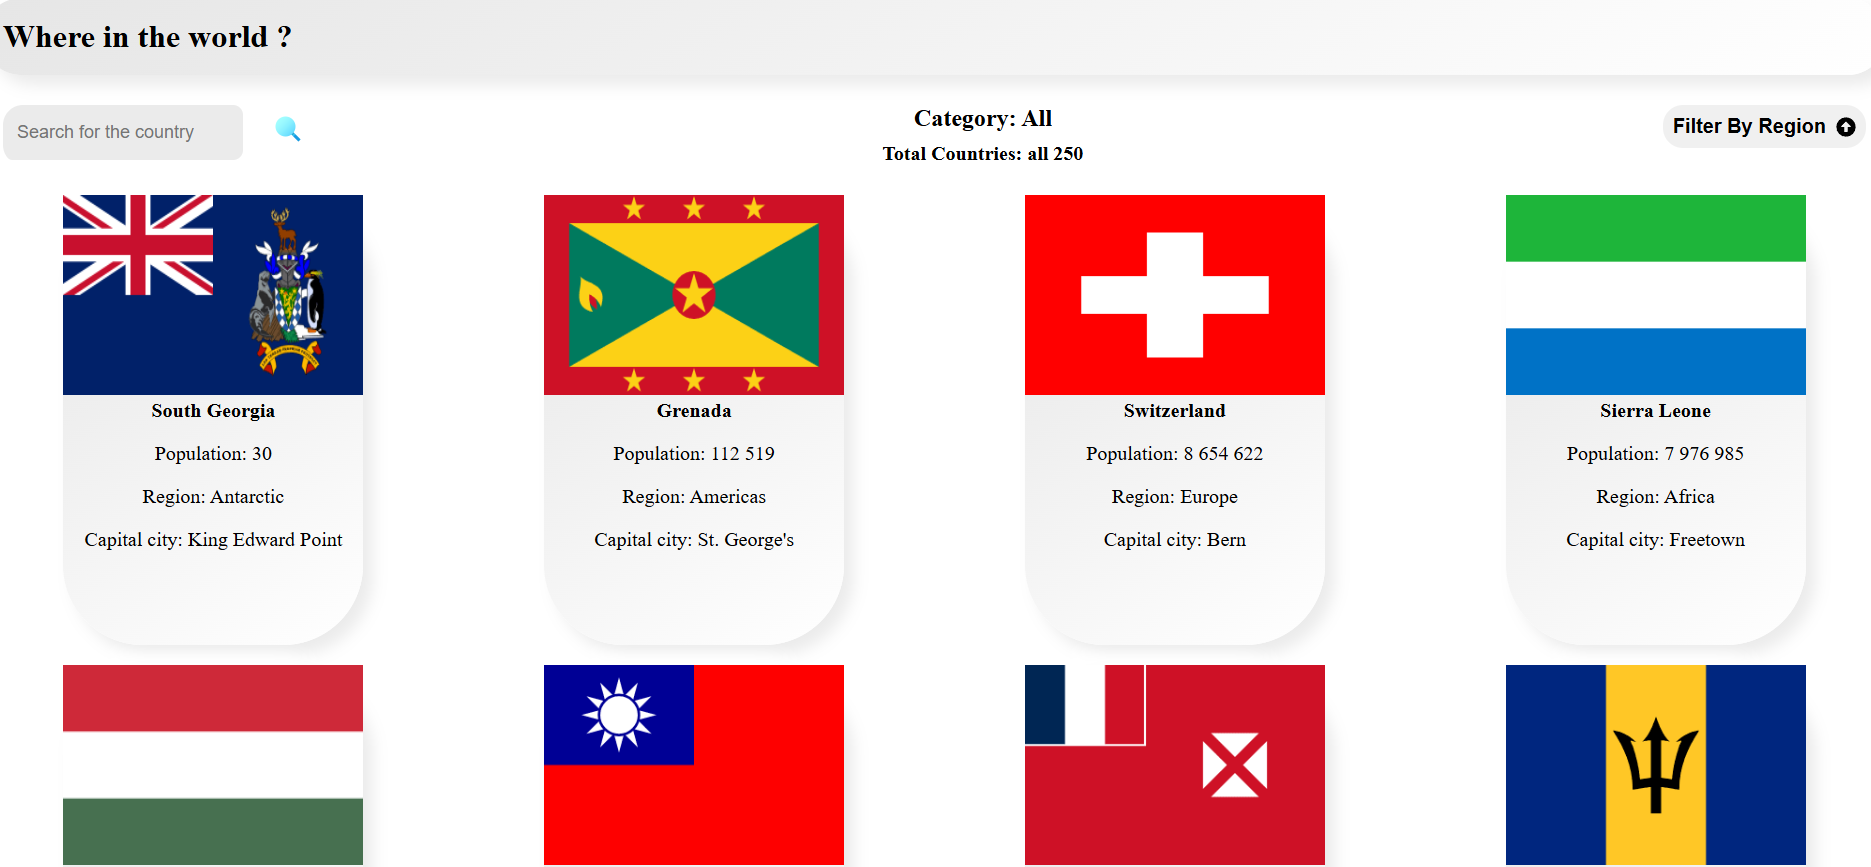 Where in the world ?
Search for the country
Category: All
Total Countries: all 250
Filter By Region
South Georgia
Population: 30
Region: Antarctic
Capital city: King Edward Point
Grenada
Population: 112 519
Region: Americas
Capital city: St. George's
Switzerland
Population: 8 654 622
Region: Europe
Capital city: Bern
Sierra Leone
Population: 7 976 985
Region: Africa
Capital city: Freetown